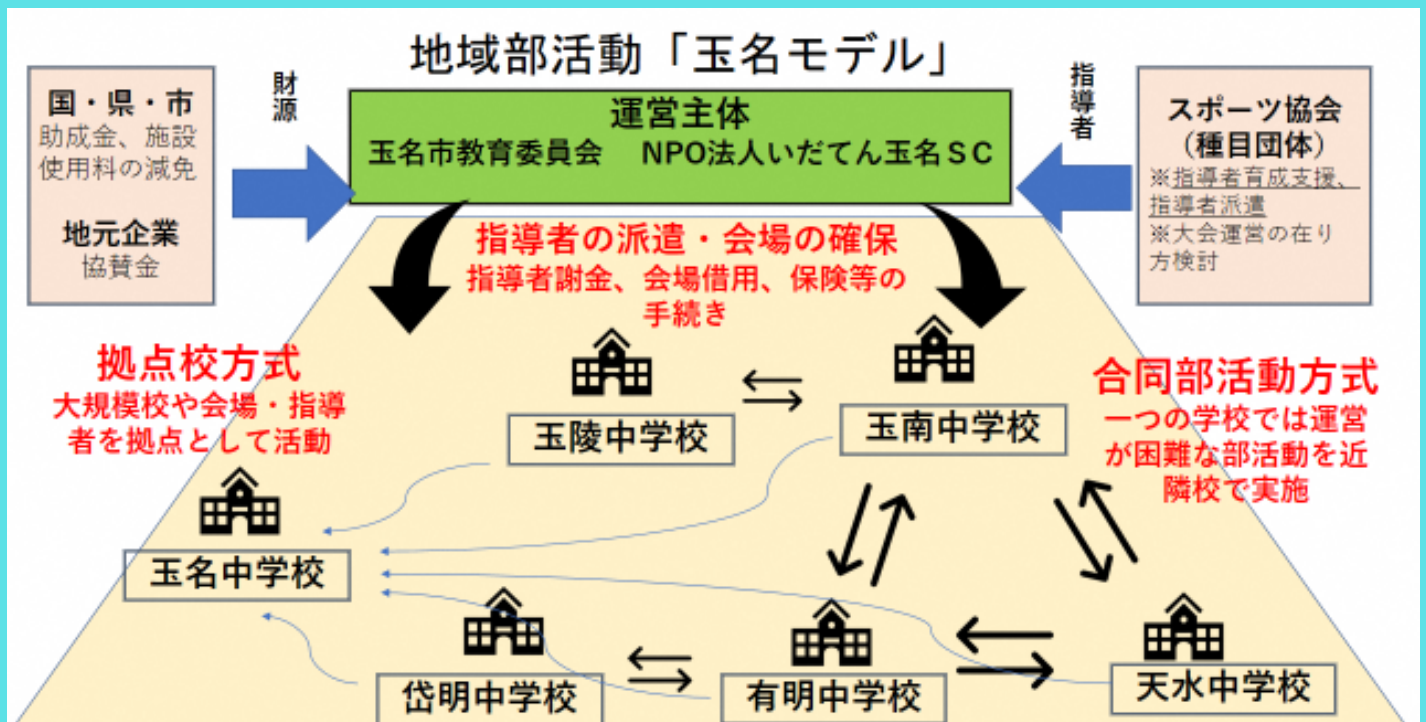 地域部活動「玉名モデル」
国・県・市
助成金、施設
使用料の減免
地元企業
協賛金
財源
運営主体
玉名市教育委員会 NPO法人いだてん玉名SC
指導者
スポーツ協会
(種目団体)
※指導者育成支援、
指導者派遣
※大会運営の在り
方検討
指導者の派遣・会場の確保
指導者謝金、会場借用、保険等の
手続き
拠点校方式
大規模校や会場・指導
者を拠点として活動
合同部活動方式
一つの学校では運営
が困難な部活動を近
隣校で実施
玉陵中学校
玉南中学校
玉名中学校
岱明中学校
有明中学校
天水中学校